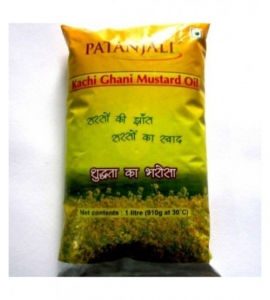 PATANJALI
Kachi Ghani Mustard Oil
सरसों की झाँस
सरसों का स्वाद
शुद्धता का भरोसा
Net contents : 1 litre (910g at 30°C)